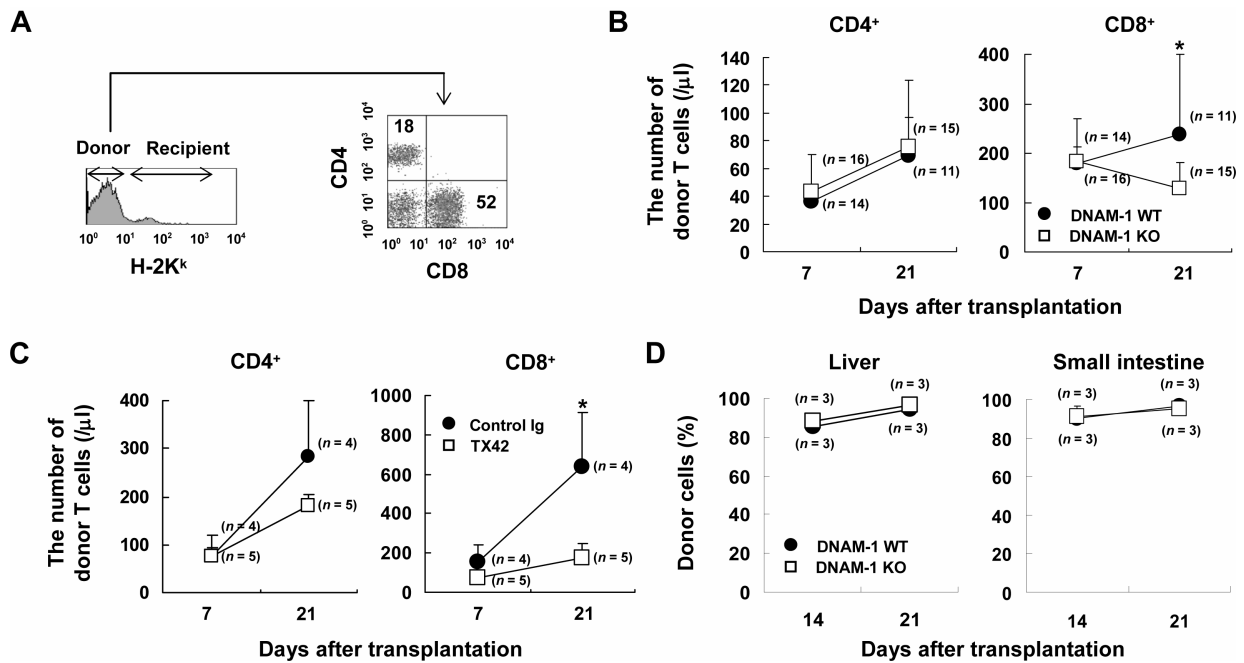 A
Donor Recipient
10⁰ 10¹ 10² 10³ 10⁴
H-2Kᵏ
CD4
10⁴
10³
10²
10¹
10⁰
18
52
10⁰ 10¹ 10² 10³ 10⁴
CD8
B
CD4⁺
CD8⁺
The number of
donor T cells (/μl)
140
120
100
80
60
40
20
0
(n = 16)
(n = 14)
(n = 15)
(n = 11)
7 21
400
300
200
100
0
*
(n = 14)
(n = 16)
(n = 11)
(n = 15)
DNAM-1 WT
DNAM-1 KO
7 21
Days after transplantation
C
CD4⁺
CD8⁺
The number of
donor T cells (/μl)
400
300
200
100
0
(n = 4)
(n = 5)
(n = 4)
(n = 5)
7 21
1000
800
600
400
200
0
Control Ig
TX42
*
(n = 4)
(n = 5)
(n = 4)
(n = 5)
7 21
Days after transplantation
D
Liver
Small intestine
Donor cells (%)
100
80
60
40
20
0
(n = 3)
(n = 3)
(n = 3)
(n = 3)
DNAM-1 WT
DNAM-1 KO
14 21
100
80
60
40
20
0
(n = 3)
(n = 3)
(n = 3)
(n = 3)
14 21
Days after transplantation